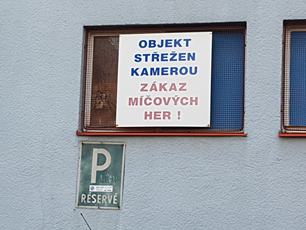 OBJEKT
STŘEŽEN
KAMEROU
ZÁKAZ
MÍČOVÝCH
HER !
P
RESERVÉ